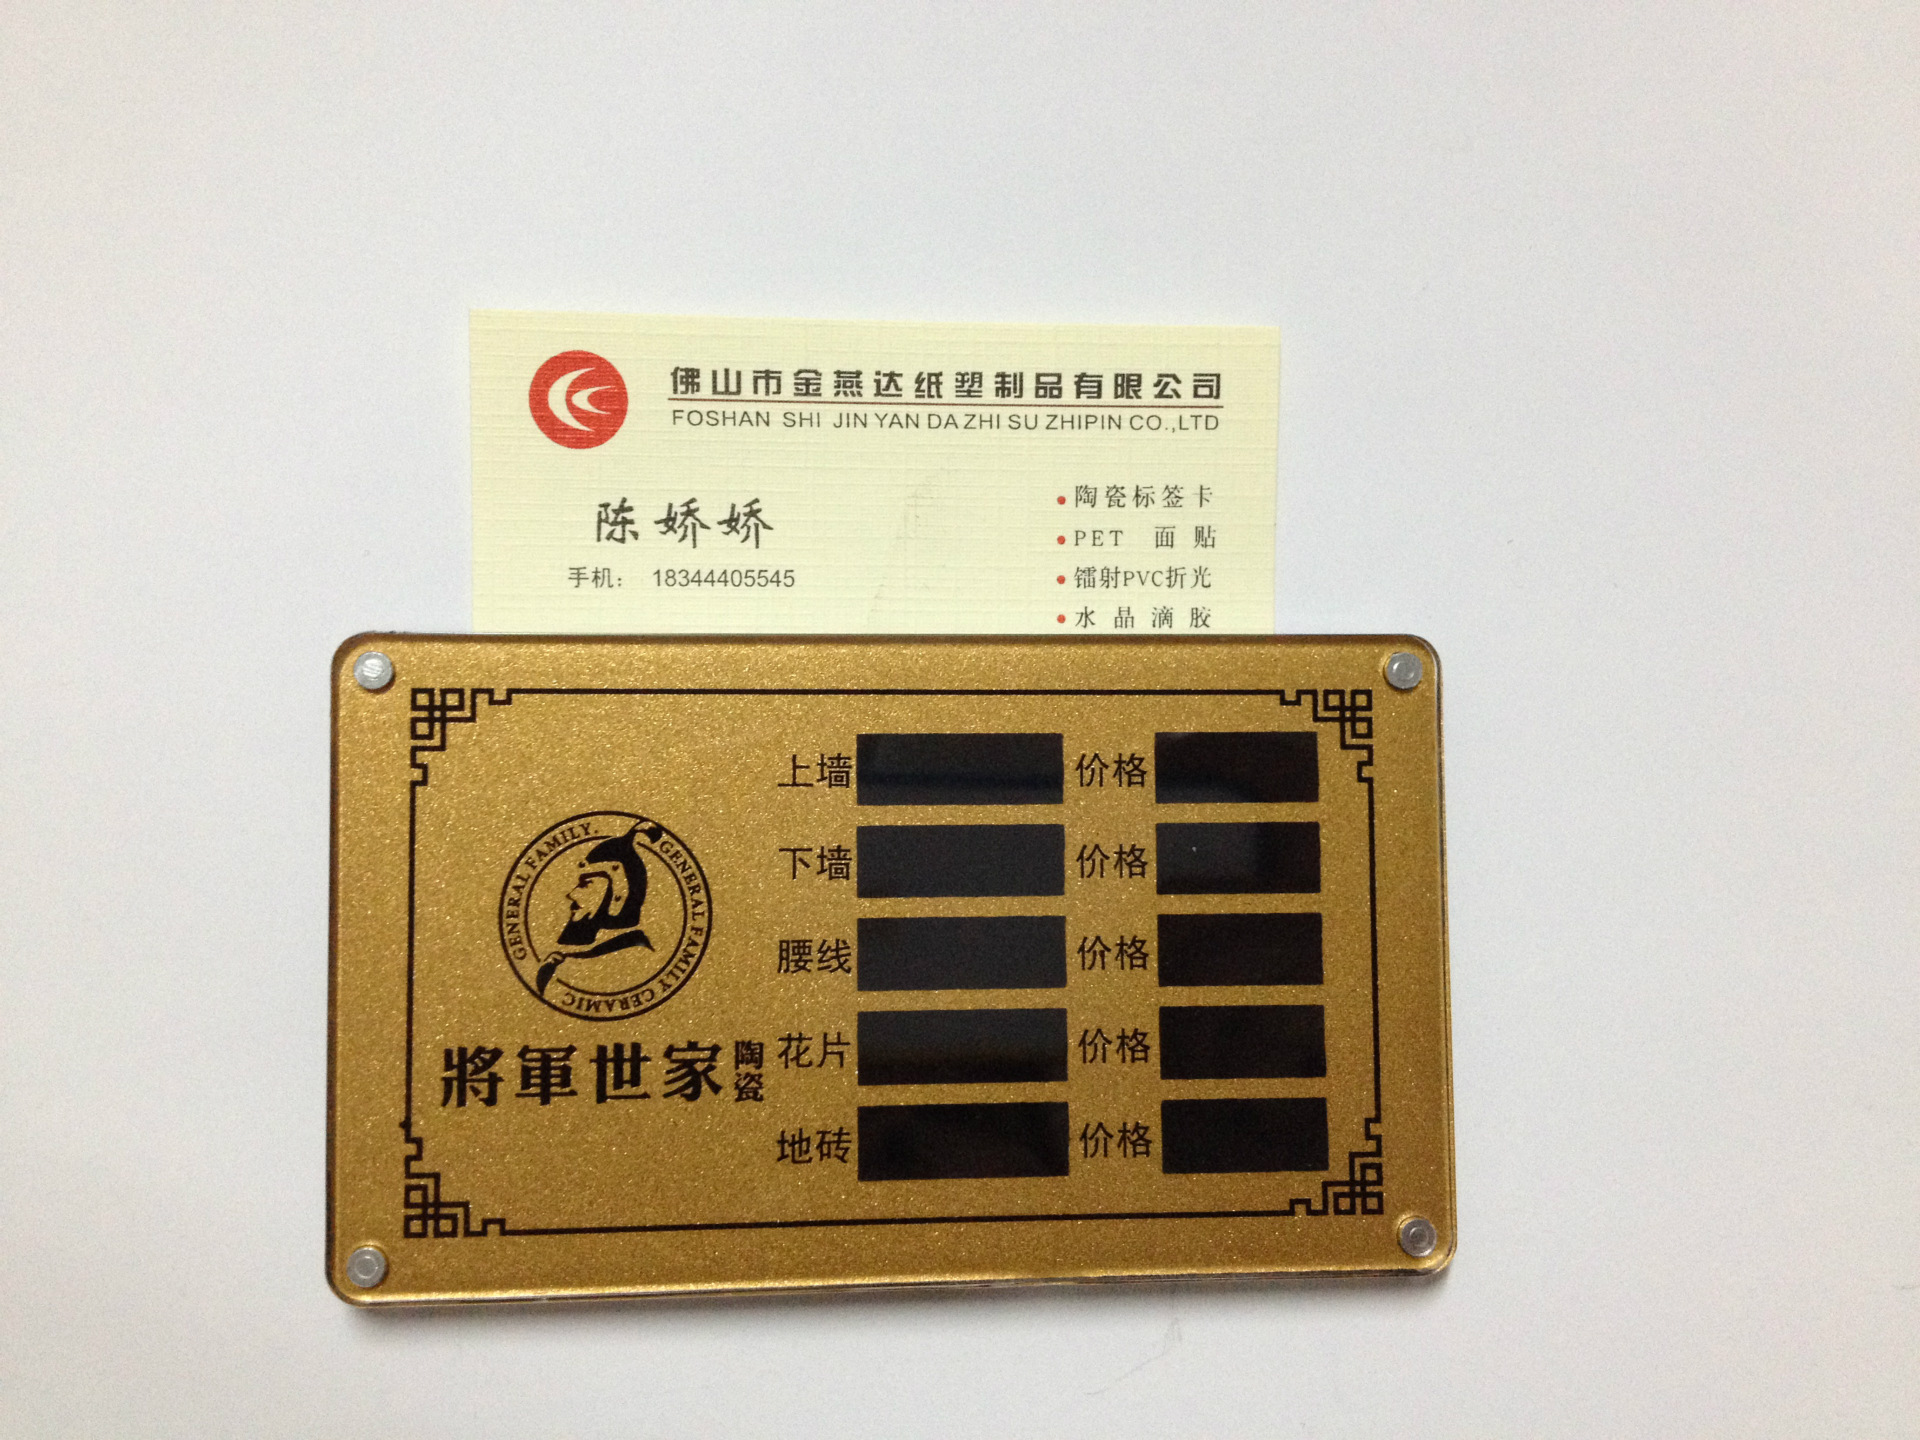 佛山市金燕达纸塑制品有限公司
FOSHAN SHI JIN YAN DA ZHI SU ZHIPIN CO.,LTD
陈娇娇
手机： 18344405545
•陶瓷标签卡
•PET 面贴
•镭射PVC折光
•水晶滴胶
GENERAL FAMILY.
GENERAL FAMILY CERAMIC
將軍世家陶瓷
上墙 价格
下墙 价格
腰线 价格
花片 价格
地砖 价格